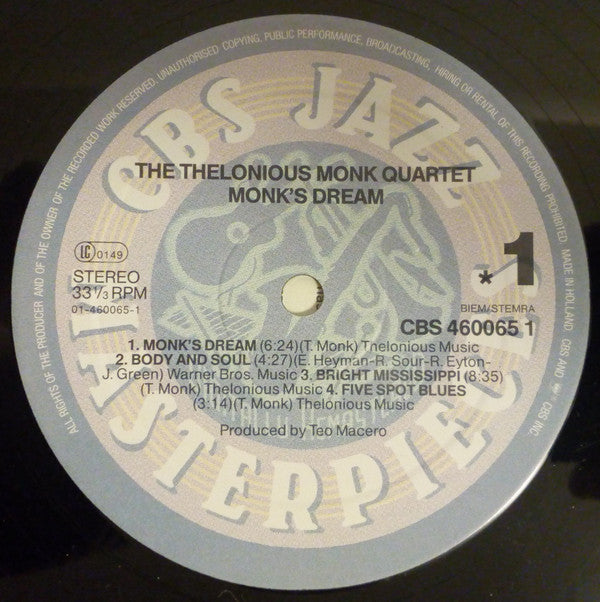 ALL RIGHTS OF THE PRODUCER AND OF THE OWNER OF THE RECORDED WORK RESERVED. UNAUTHORISED COPYING, PUBLIC PERFORMANCE, BROADCASTING, HIRING OR RENTAL OF THIS RECORDING PROHIBITED. MADE IN HOLLAND. CBS AND ARE CBS INC.
CBS JAZZ
MASTERPIECES
THE THELONIOUS MONK QUARTET
MONK'S DREAM
LC 0149
STEREO
33⅓ RPM
01-460065-1
* 1
BIEM/STEMRA
CBS 460065 1
1. MONK'S DREAM (6:24)(T. Monk) Thelonious Music
2. BODY AND SOUL (4:27)(E. Heyman-R. Sour-R. Eyton-
J. Green) Warner Bros. Music 3. BRIGHT MISSISSIPPI (8:35)
(T. Monk) Thelonious Music 4. FIVE SPOT BLUES
(3:14)(T. Monk) Thelonious Music
Produced by Teo Macero